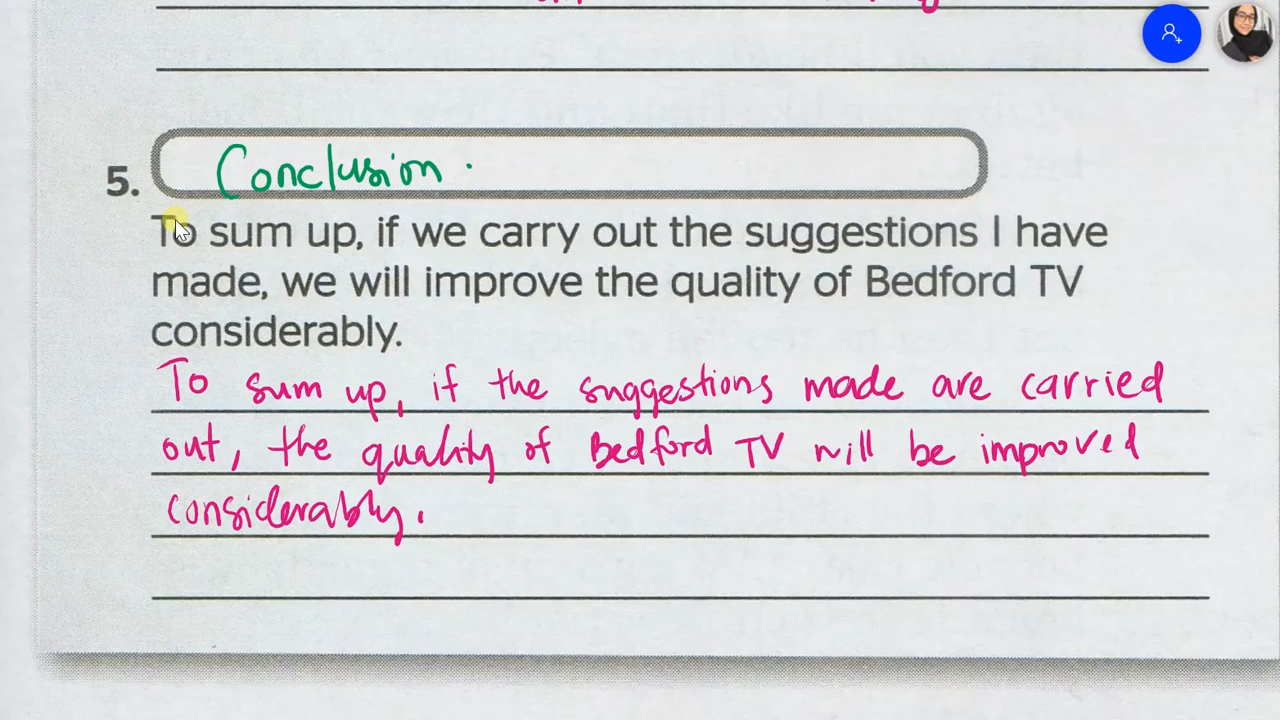 5. Conclusion.
To sum up, if we carry out the suggestions I have
made, we will improve the quality of Bedford TV
considerably.
To sum up, if the suggestions made are carried
out, the quality of Bedford TV will be improved
considerably.